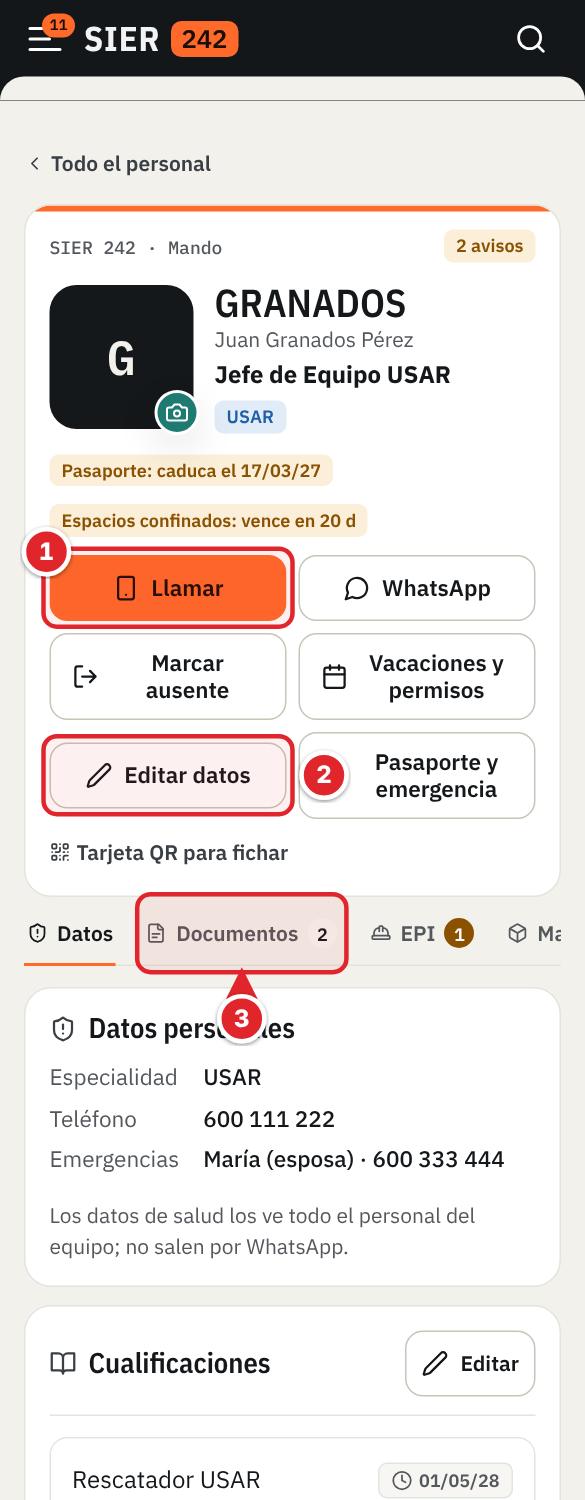 11
SIER 242
Todo el personal
SIER 242 · Mando
2 avisos
G
GRANADOS
Juan Granados Pérez
Jefe de Equipo USAR
USAR
Pasaporte: caduca el 17/03/27
Espacios confinados: vence en 20 d
1
Llamar
WhatsApp
Marcar
ausente
Vacaciones y
permisos
Editar datos
2
Pasaporte y
emergencia
Tarjeta QR para fichar
Datos
Documentos 2
EPI 1
Ma
3
Datos personales
Especialidad USAR
Teléfono 600 111 222
Emergencias María (esposa) · 600 333 444
Los datos de salud los ve todo el personal del
equipo; no salen por WhatsApp.
Cualificaciones
Editar
Rescatador USAR
01/05/28